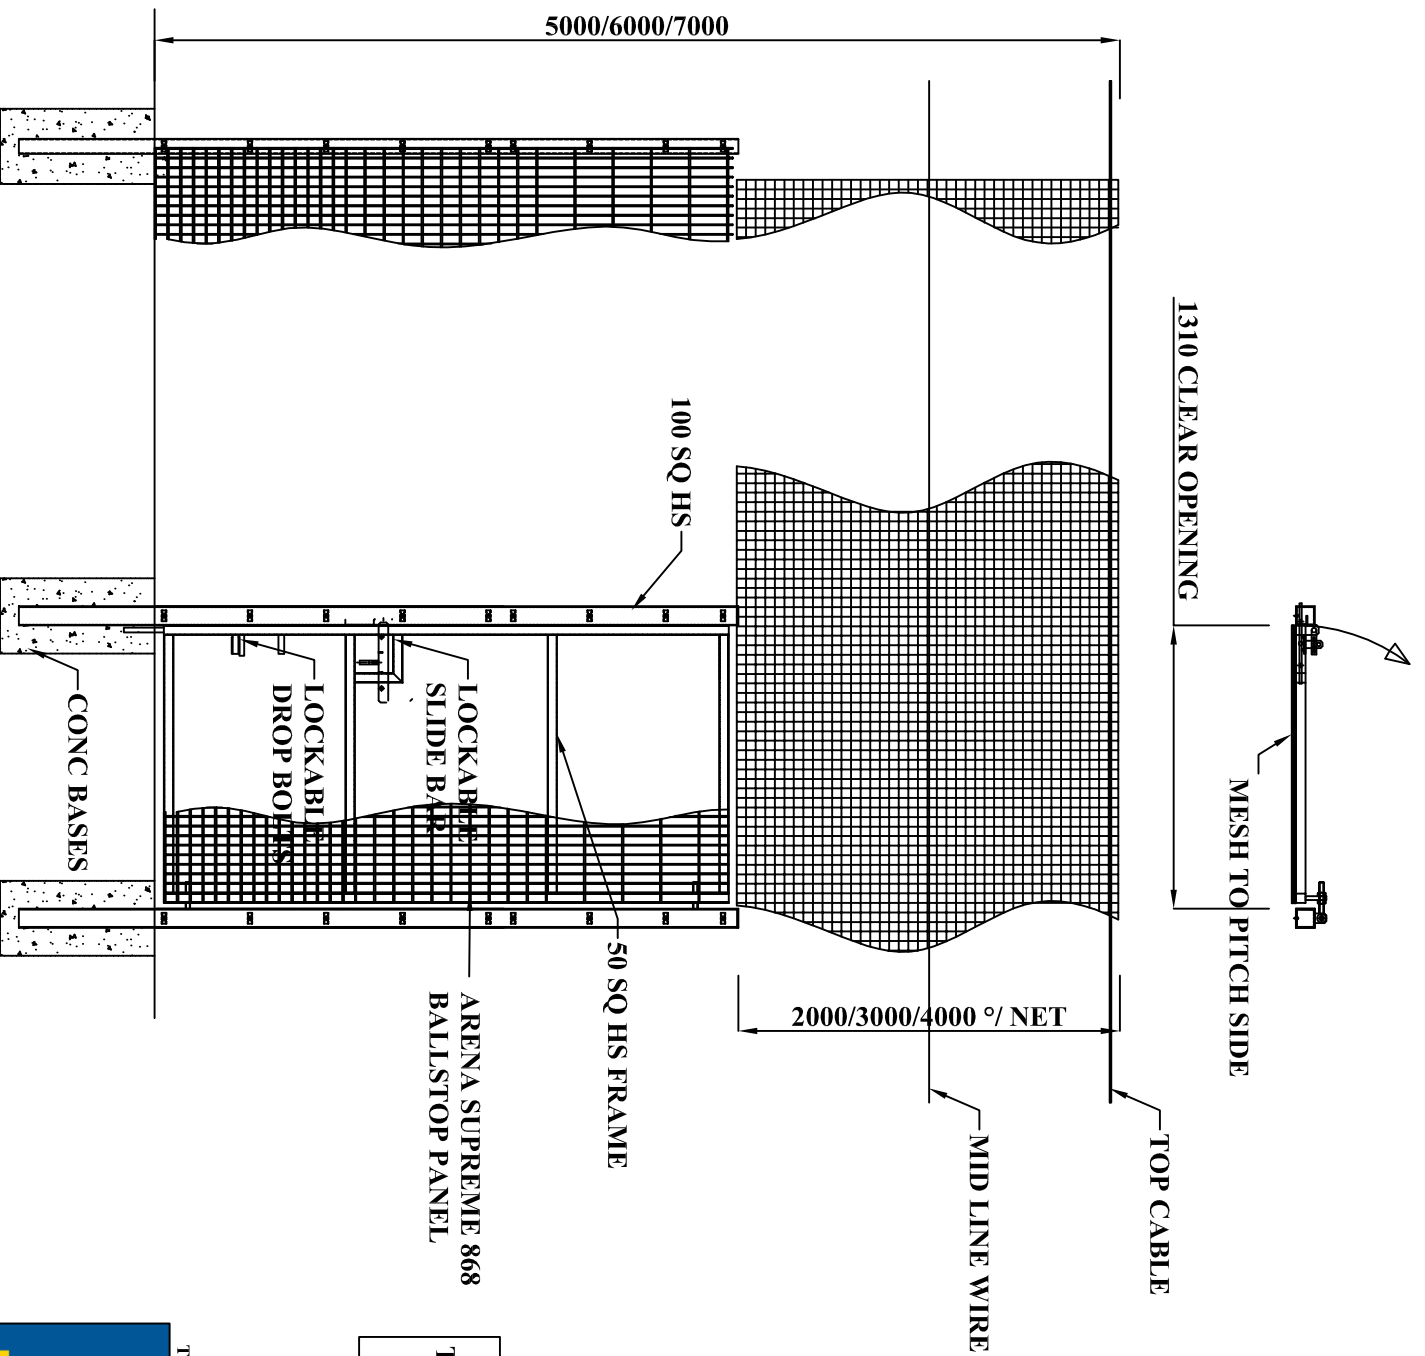 5000/6000/7000
1310 CLEAR OPENING
MESH TO PITCH SIDE
TOP CABLE
MID LINE WIRE
2000/3000/4000 °/ NET
100 SQ HS
50 SQ HS FRAME
LOCKABLE
SLIDE BAR
ARENA SUPREME 868
BALLSTOP PANEL
LOCKABLE
DROP BOLTS
CONC BASES
T
T